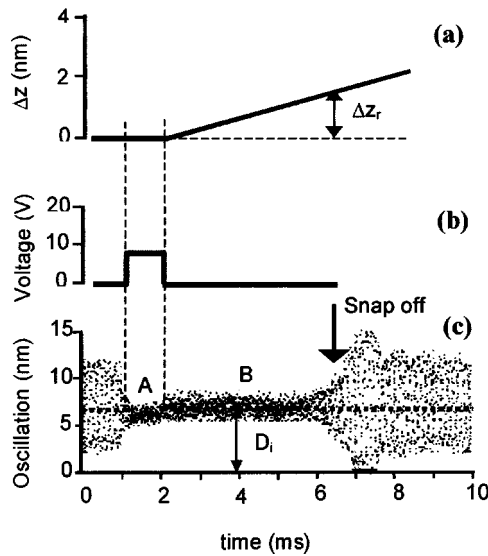 (a)
Δz (nm)
4
2
0
Δz_r
(b)
Voltage (V)
20
10
0
Snap off
(c)
Oscillation (nm)
15
10
5
0
A
B
D_i
0 2 4 6 8 10
time (ms)